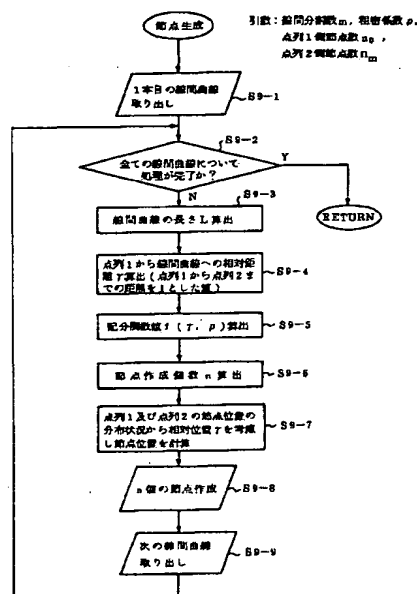 節点生成
引数：線間分割数m，粗密係数ρ，
点列1側節点数n₀，
点列2側節点数nₘ
1本目の線間曲線
取り出し
S9-1
S9-2
全ての線間曲線について
処理が完了か？
Y
N
RETURN
S9-3
線間曲線の長さL算出
点列1から線間曲線への相対距
離γ算出（点列1から点列2ま
での距離を1とした値）
S9-4
配分関数値f（γ，ρ）算出
S9-5
節点作成個数n算出
S9-6
点列1及び点列2の節点位置の
分布状況から相対位置γを考慮
し節点位置を計算
S9-7
n個の節点作成
S9-8
次の線間曲線
取り出し
S9-9